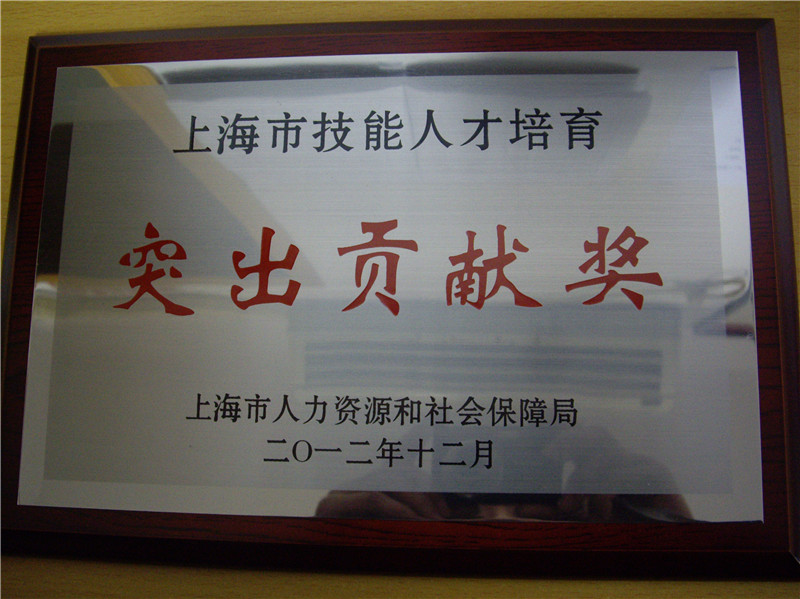 上海市技能人才培育
突出贡献奖
上海市人力资源和社会保障局
二〇一二年十二月